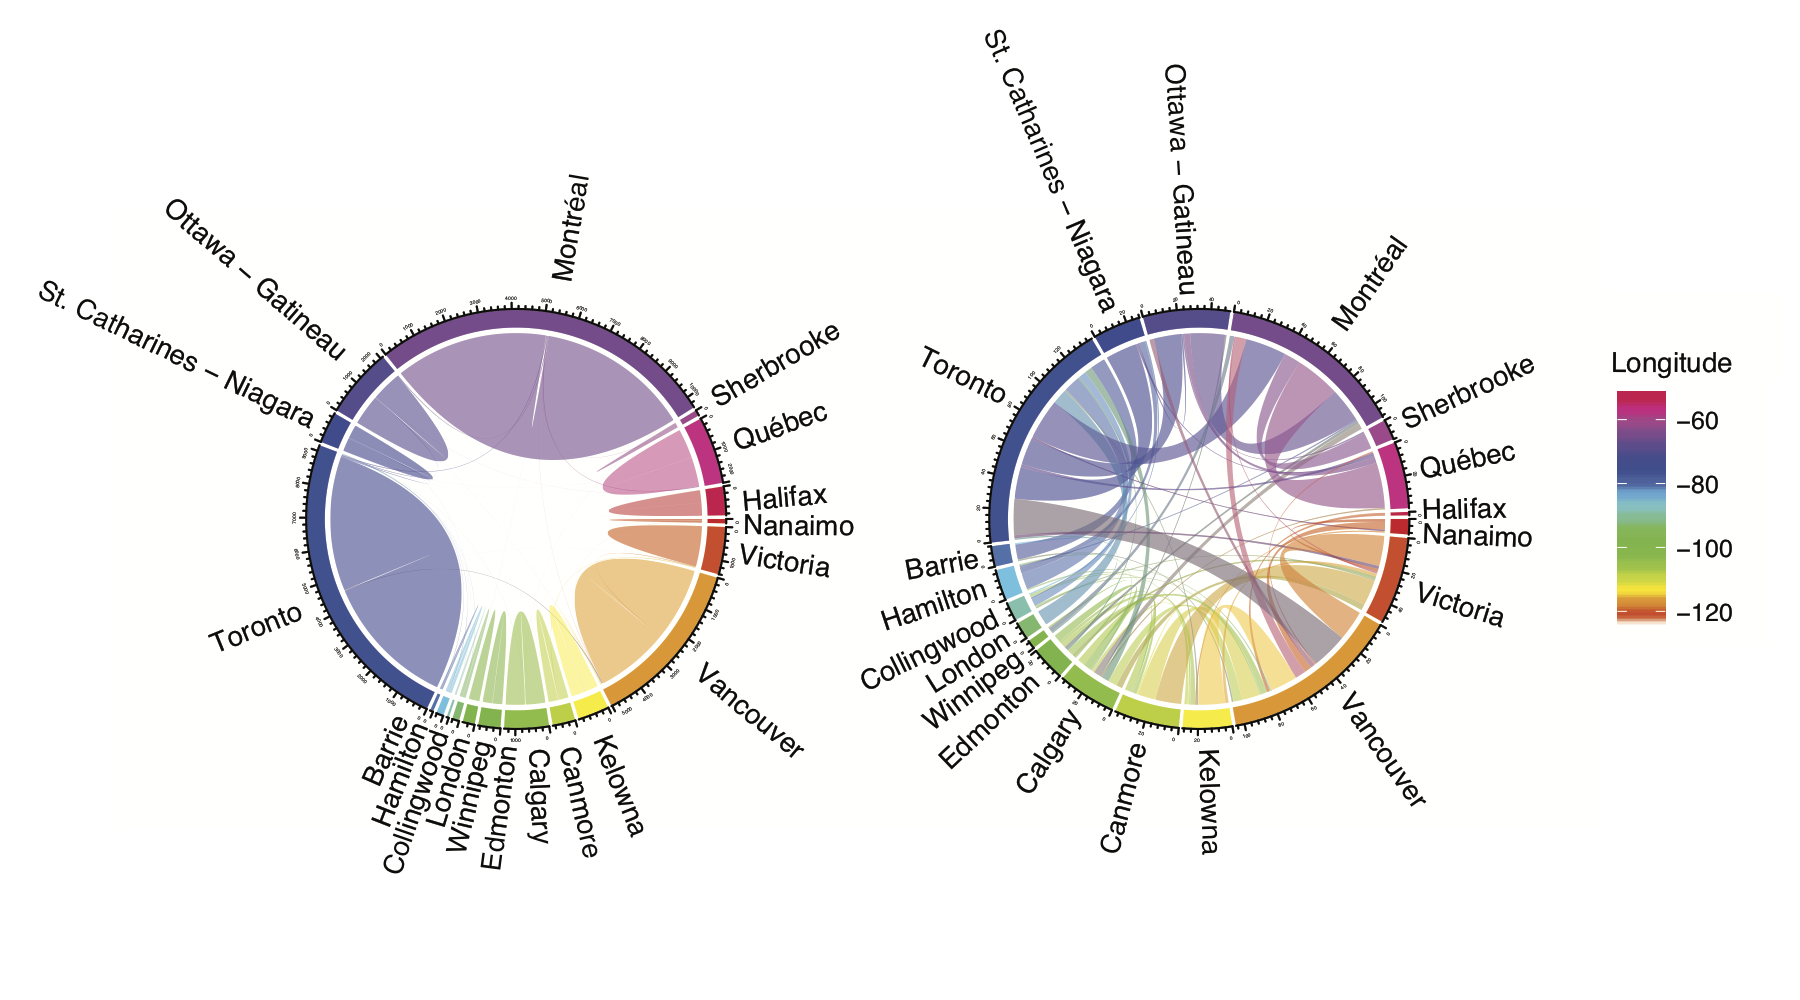 Montréal
Ottawa – Gatineau
St. Catharines – Niagara
Sherbrooke
Québec
Halifax
Nanaimo
Victoria
Toronto
Vancouver
Barrie
Hamilton
Collingwood
London
Winnipeg
Edmonton
Calgary
Canmore
Kelowna
St. Catharines – Niagara
Ottawa – Gatineau
Montréal
Toronto
Sherbrooke
Québec
Halifax
Nanaimo
Victoria
Barrie
Hamilton
Collingwood
London
Winnipeg
Edmonton
Calgary
Canmore
Kelowna
Vancouver
Longitude
−60
−80
−100
−120